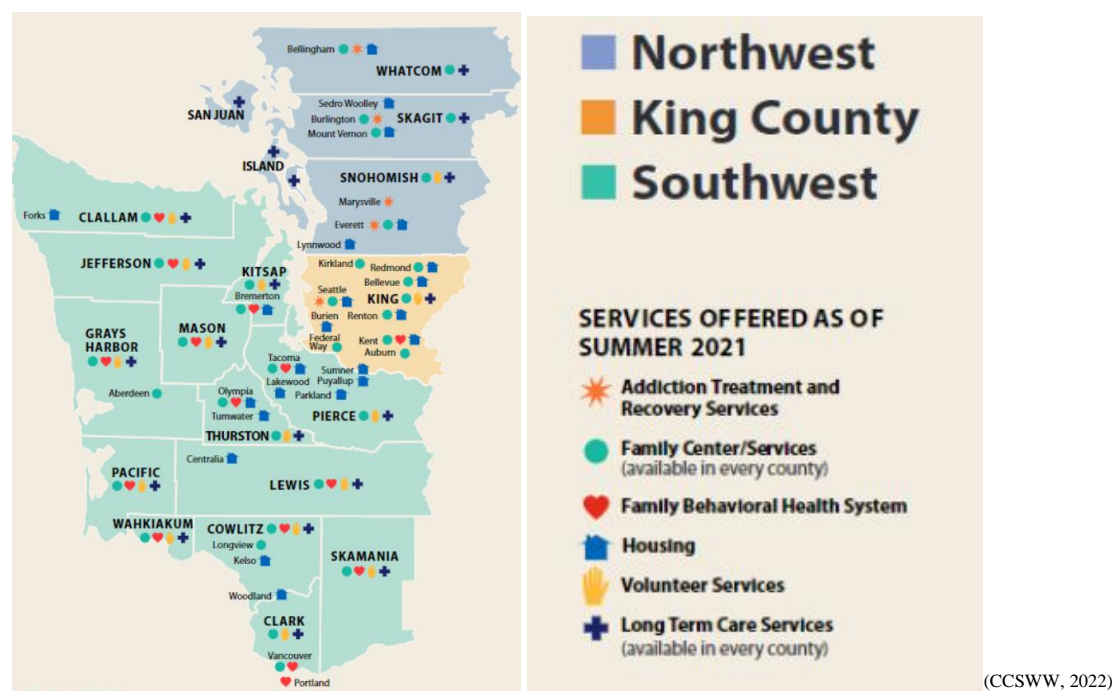 Bellingham
WHATCOM
SAN JUAN
Sedro Woolley
Burlington
SKAGIT
Mount Vernon
ISLAND
SNOHOMISH
Marysville
Everett
Lynnwood
Forks
CLALLAM
JEFFERSON
KITSAP
Bremerton
Kirkland
Redmond
Bellevue
Seattle
KING
Burien
Renton
Federal
Way
Kent
Auburn
GRAYS
HARBOR
MASON
Aberdeen
Tacoma
Lakewood
Sumner
Puyallup
Parkland
Olympia
Tumwater
PIERCE
THURSTON
Centralia
PACIFIC
LEWIS
WAHKIAKUM
COWLITZ
Longview
Kelso
SKAMANIA
Woodland
CLARK
Vancouver
Portland
Northwest
King County
Southwest
SERVICES OFFERED AS OF
SUMMER 2021
Addiction Treatment and
Recovery Services
Family Center/Services
(available in every county)
Family Behavioral Health System
Housing
Volunteer Services
Long Term Care Services
(available in every county)
(CCSWW, 2022)